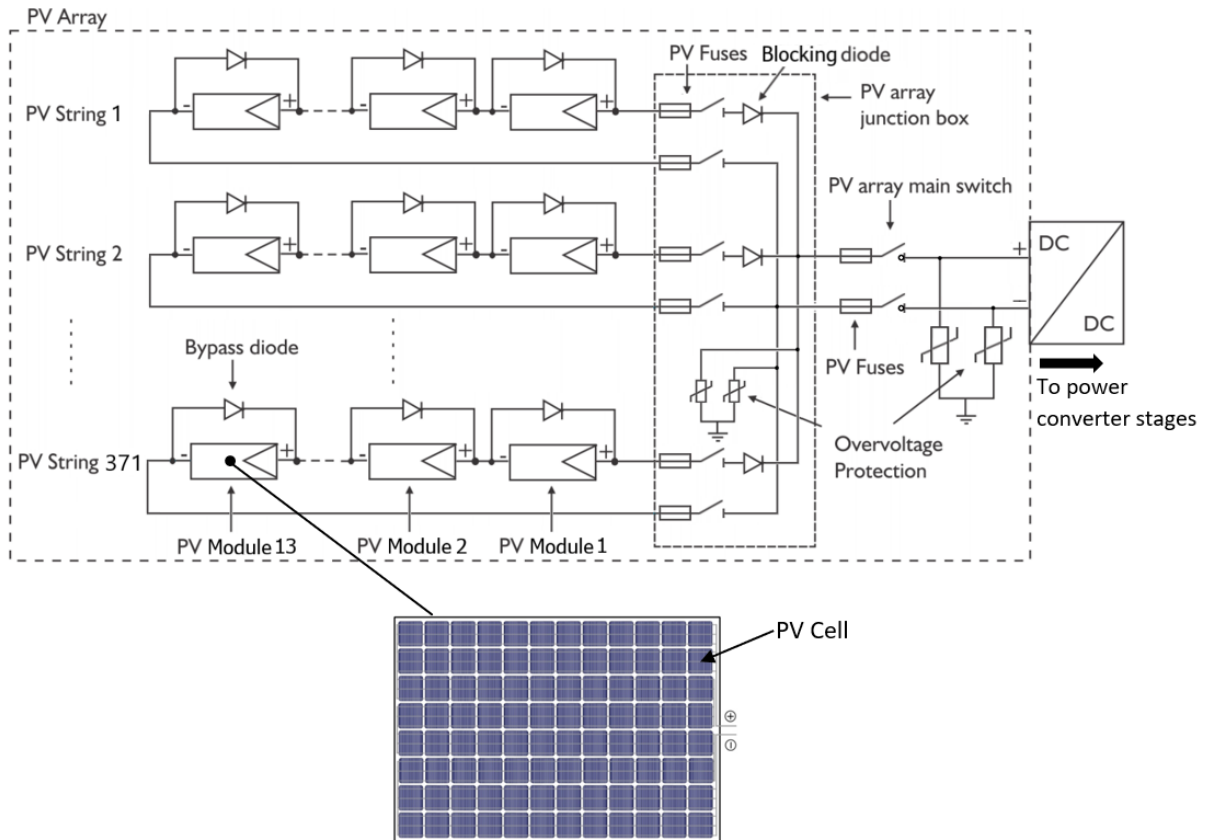 PV Array
PV Fuses
Blocking diode
PV array
junction box
PV String 1
+
-
+
-
+
-
PV array main switch
PV String 2
+
-
+
-
+
-
+
DC
−
DC
PV Fuses
To power
converter stages
Bypass diode
Overvoltage
Protection
PV String 371
+
-
+
-
+
-
PV Module 13
PV Module 2
PV Module 1
PV Cell
+
−